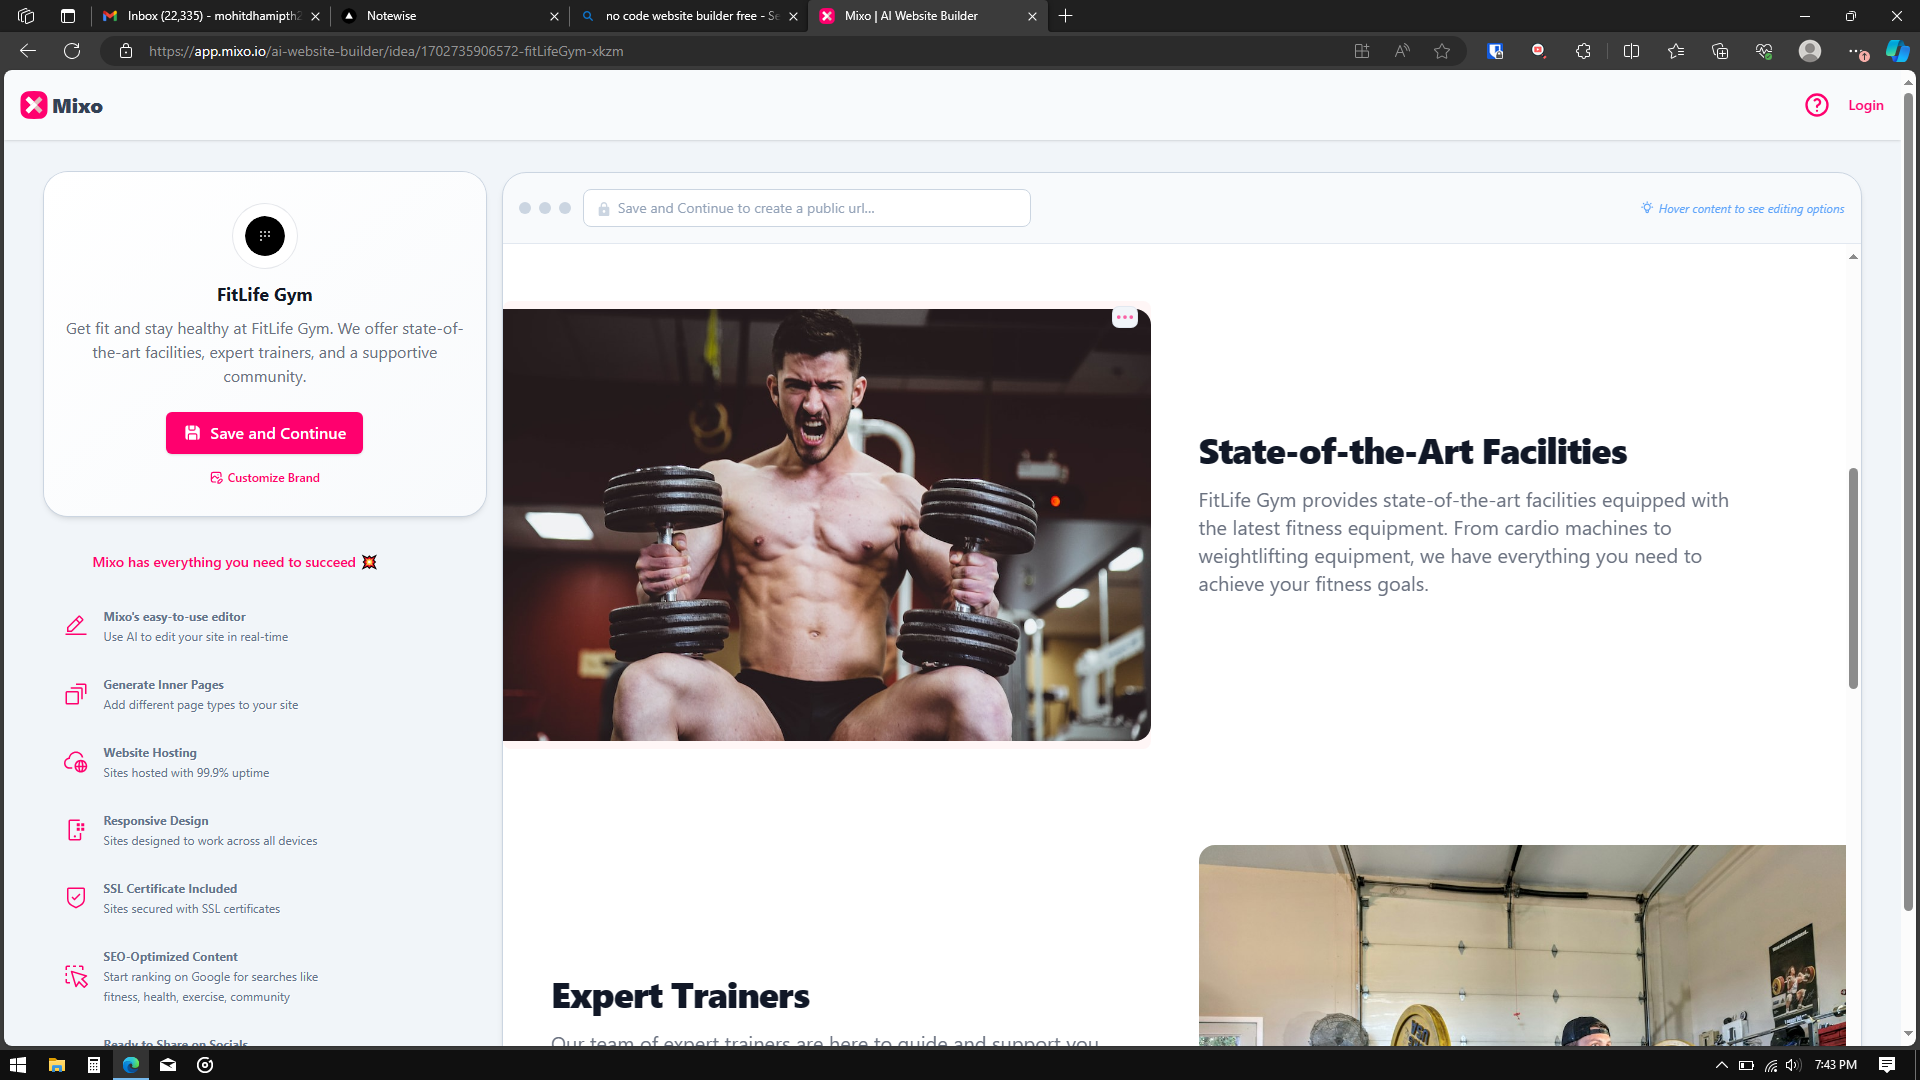 Inbox (22,335) - mohitdhamipth2
Notewise
no code website builder free - Se
Mixo | AI Website Builder
https://app.mixo.io/ai-website-builder/idea/1702735906572-fitLifeGym-xkzm
1
Mixo
Login
FitLife Gym
Get fit and stay healthy at FitLife Gym. We offer state-of-
the-art facilities, expert trainers, and a supportive
community.
Save and Continue
Customize Brand
Mixo has everything you need to succeed
Mixo's easy-to-use editor
Use AI to edit your site in real-time
Generate Inner Pages
Add different page types to your site
Website Hosting
Sites hosted with 99.9% uptime
Responsive Design
Sites designed to work across all devices
SSL Certificate Included
Sites secured with SSL certificates
SEO-Optimized Content
Start ranking on Google for searches like
fitness, health, exercise, community
Ready to Share on Socials
Save and Continue to create a public url...
Hover content to see editing options
State-of-the-Art Facilities
FitLife Gym provides state-of-the-art facilities equipped with
the latest fitness equipment. From cardio machines to
weightlifting equipment, we have everything you need to
achieve your fitness goals.
Expert Trainers
Our team of expert trainers are here to guide and support you
7:43 PM